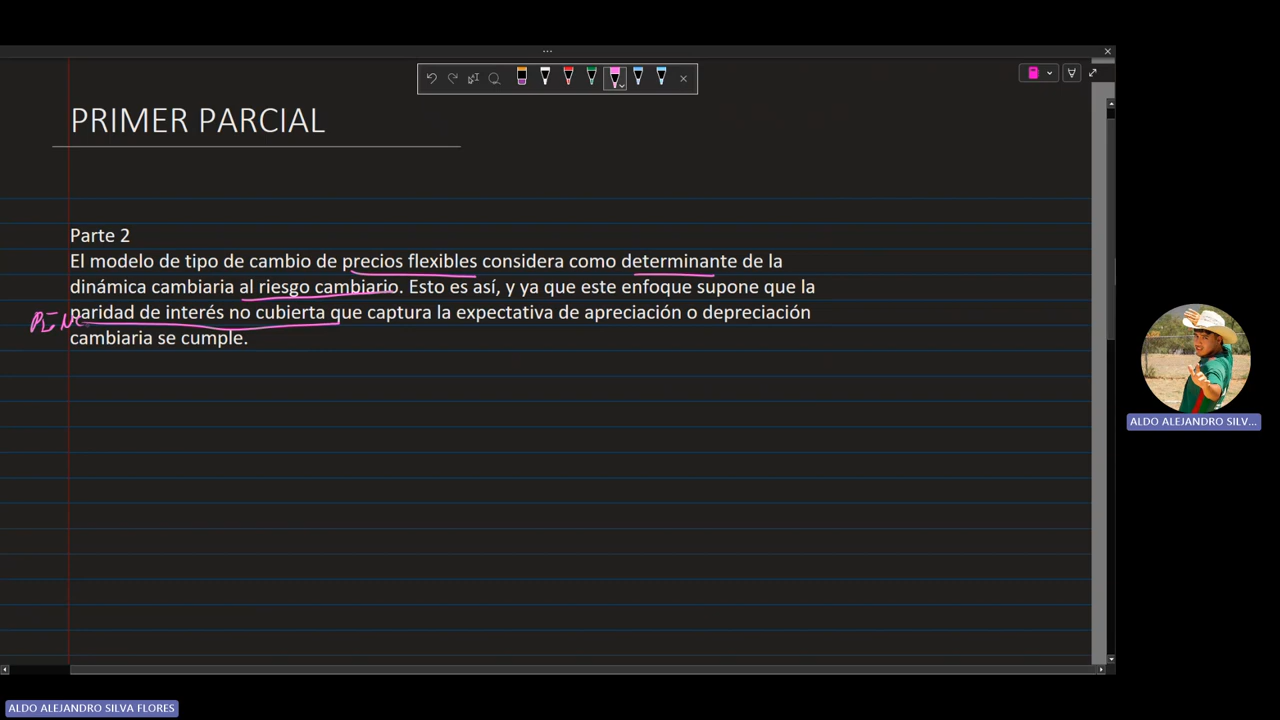 PRIMER PARCIAL
Parte 2
El modelo de tipo de cambio de precios flexibles considera como determinante de la
dinámica cambiaria al riesgo cambiario. Esto es así, y ya que este enfoque supone que la
paridad de interés no cubierta que captura la expectativa de apreciación o depreciación
cambiaria se cumple.
ALDO ALEJANDRO SILV...
ALDO ALEJANDRO SILVA FLORES